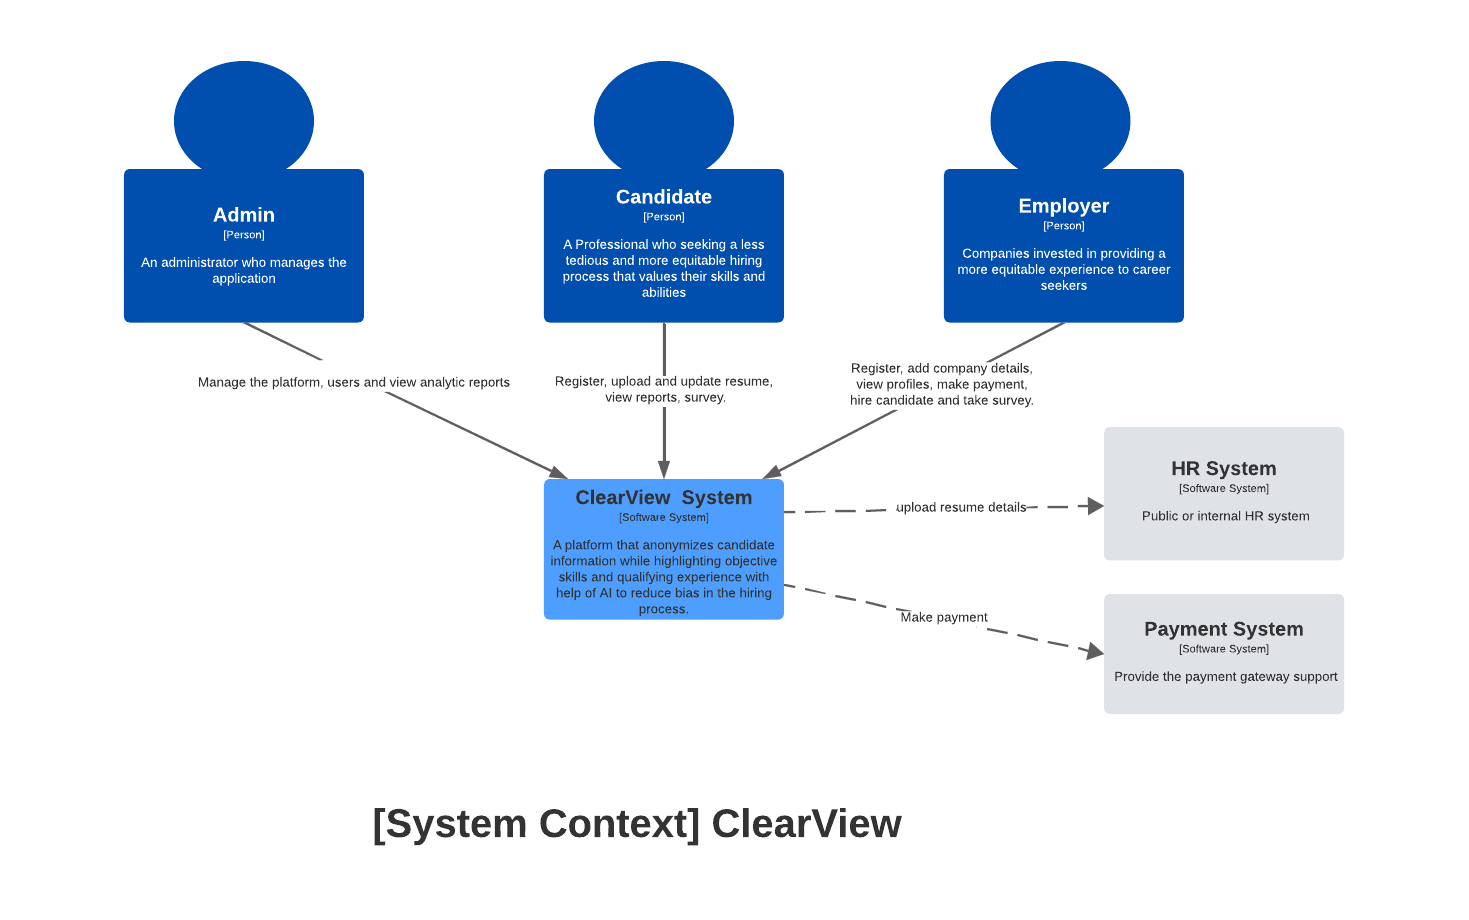 Admin
[Person]
An administrator who manages the
application
Candidate
[Person]
A Professional who seeking a less
tedious and more equitable hiring
process that values their skills and
abilities
Employer
[Person]
Companies invested in providing a
more equitable experience to career
seekers
Manage the platform, users and view analytic reports
Register, upload and update resume,
view reports, survey.
Register, add company details,
view profiles, make payment,
hire candidate and take survey.
ClearView  System
[Software System]
A platform that anonymizes candidate
information while highlighting objective
skills and qualifying experience with
help of AI to reduce bias in the hiring
process.
upload resume details
HR System
[Software System]
Public or internal HR system
Make payment
Payment System
[Software System]
Provide the payment gateway support
[System Context] ClearView